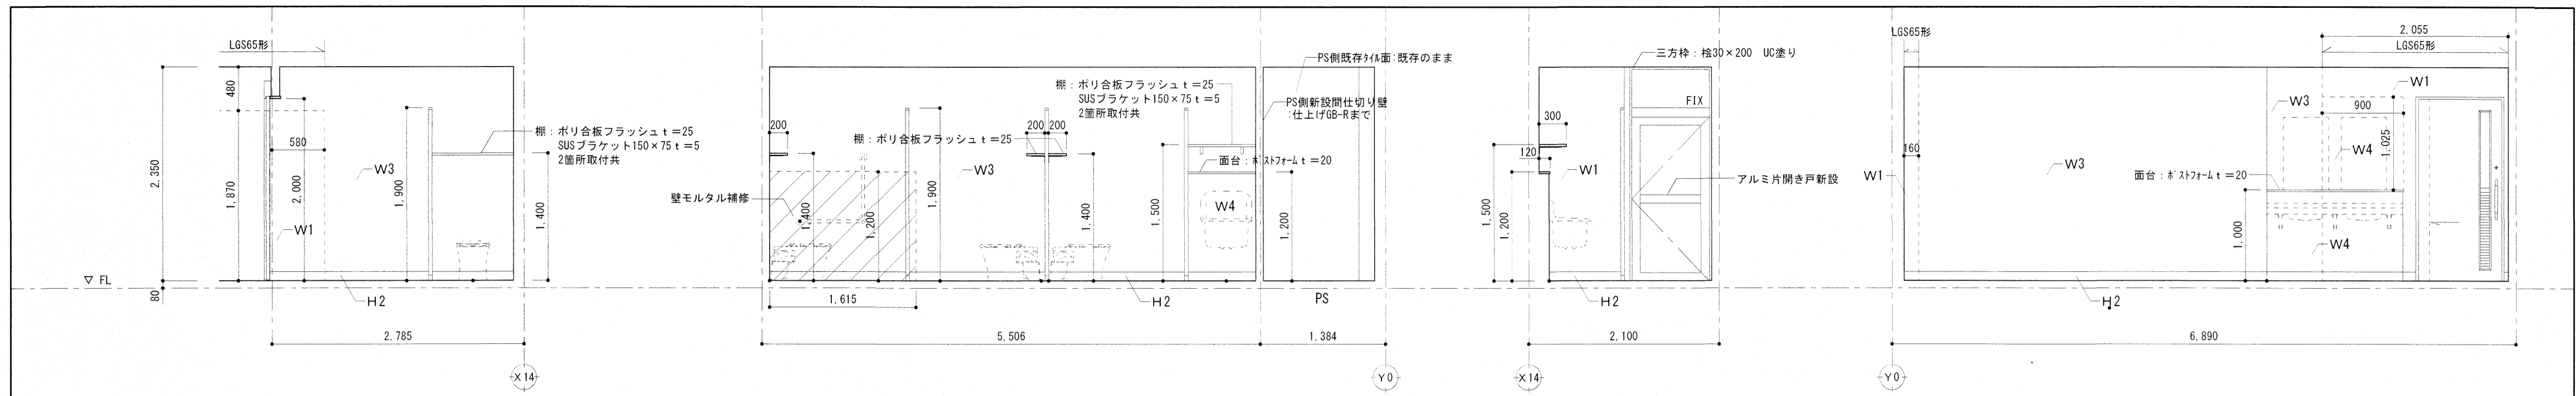 LGS65形
480
2,350
1,870
580
2,000
W1
W3
1,900
棚：ポリ合板フラッシュt＝25
SUSブラケット150×75 t＝5
2箇所取付共
1,400
▽ FL
80
H2
2,785
X14
200
壁モルタル補修
1,400
1,200
1,615
1,900
W3
棚：ポリ合板フラッシュt＝25
200 200
1,400
棚：ポリ合板フラッシュt＝25
SUSブラケット150×75 t＝5
2箇所取付共
面台：ポストフォームt＝20
1,500
W4
1,200
H2
PS側既存タイル面：既存のまま
PS側新設間仕切り壁
：仕上げGB-Rまで
PS
5,506
1,384
Y0
三方枠：桧30×200 UC塗り
FIX
300
120
W1
1,500
1,200
アルミ片開き戸新設
H2
2,100
X14
LGS65形
160
W1
W3
2,055
LGS65形
W1
W3
900
W4
1,025
面台：ポストフォームt＝20
1,000
W4
H2
6,890
Y0